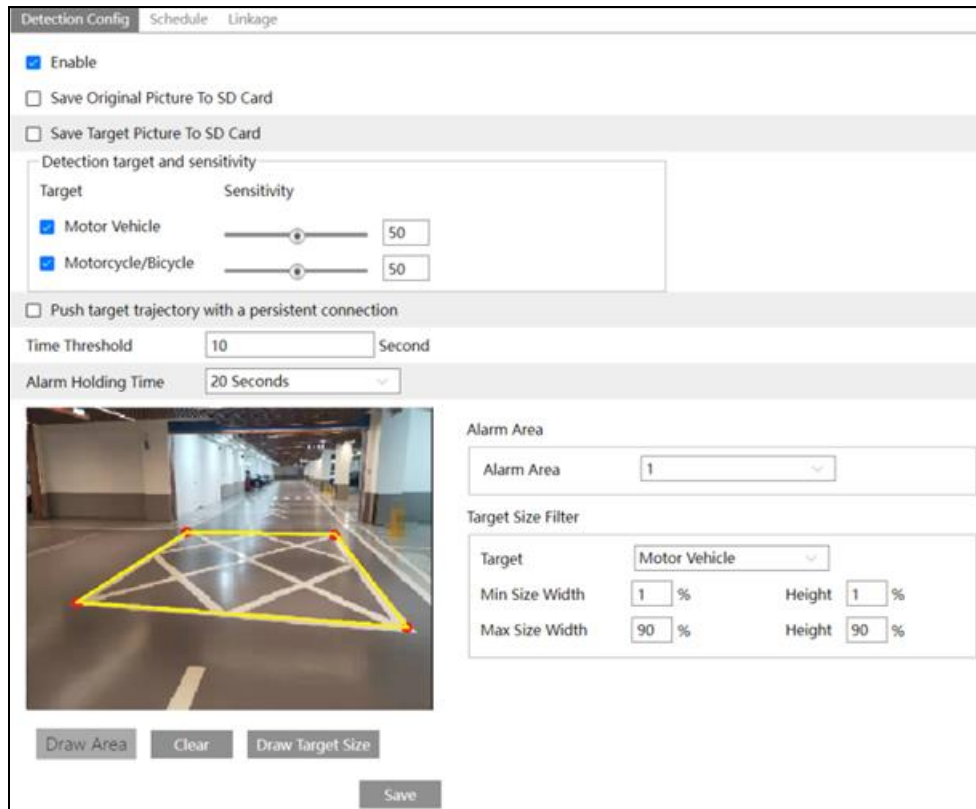 Detection Config Schedule Linkage
Enable
Save Original Picture To SD Card
Save Target Picture To SD Card
Detection target and sensitivity
Target Sensitivity
Motor Vehicle 50
Motorcycle/Bicycle 50
Push target trajectory with a persistent connection
Time Threshold 10 Second
Alarm Holding Time 20 Seconds
Alarm Area
Alarm Area 1
Target Size Filter
Target Motor Vehicle
Min Size Width 1 % Height 1 %
Max Size Width 90 % Height 90 %
Draw Area Clear Draw Target Size
Save